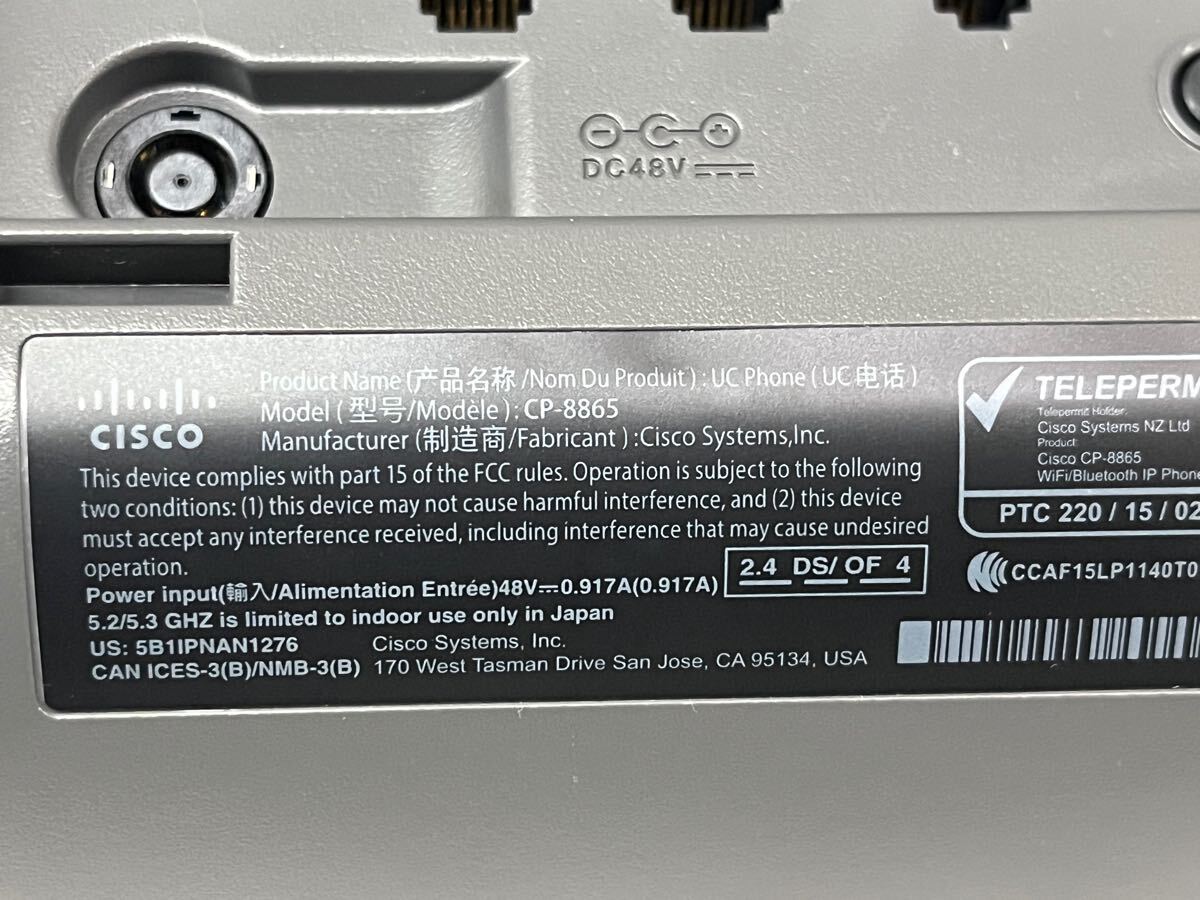 DC48V
CISCO
Product Name (产品名称/Nom Du Produit) : UC Phone ( UC 电话 )
Model ( 型号/Modèle ) : CP-8865
Manufacturer (制造商/Fabricant ) :Cisco Systems,Inc.
This device complies with part 15 of the FCC rules. Operation is subject to the following
two conditions: (1) this device may not cause harmful interference, and (2) this device
must accept any interference received, including interference that may cause undesired
operation.
Power input(輸入/Alimentation Entrée)48V⎓0.917A(0.917A)
2.4 DS/ OF 4
5.2/5.3 GHZ is limited to indoor use only in Japan
US: 5B1IPNAN1276
Cisco Systems, Inc.
CAN ICES-3(B)/NMB-3(B)
170 West Tasman Drive San Jose, CA 95134, USA
TELEPERM
Telepermit Holder:
Cisco Systems NZ Ltd
Product:
Cisco CP-8865
WiFi/Bluetooth IP Phone
PTC 220 / 15 / 02
CCAF15LP1140T0